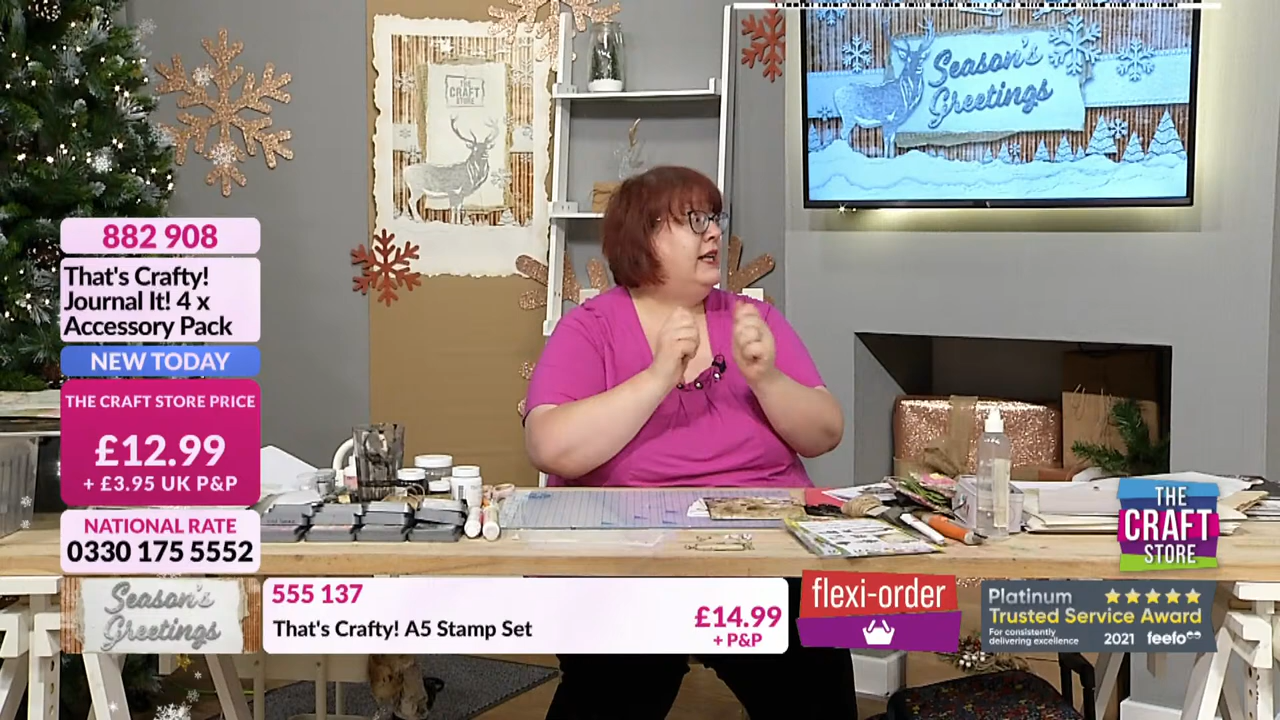 THE
CRAFT
STORE
Season's
Greetings
882 908
That's Crafty!
Journal It! 4 x
Accessory Pack
NEW TODAY
THE CRAFT STORE PRICE
£12.99
+ £3.95 UK P&P
NATIONAL RATE
0330 175 5552
THE
CRAFT
STORE
Season's
Greetings
555 137
That's Crafty! A5 Stamp Set
£14.99
+ P&P
flexi-order
Platinum
Trusted Service Award
For consistently
delivering excellence
2021 feefo